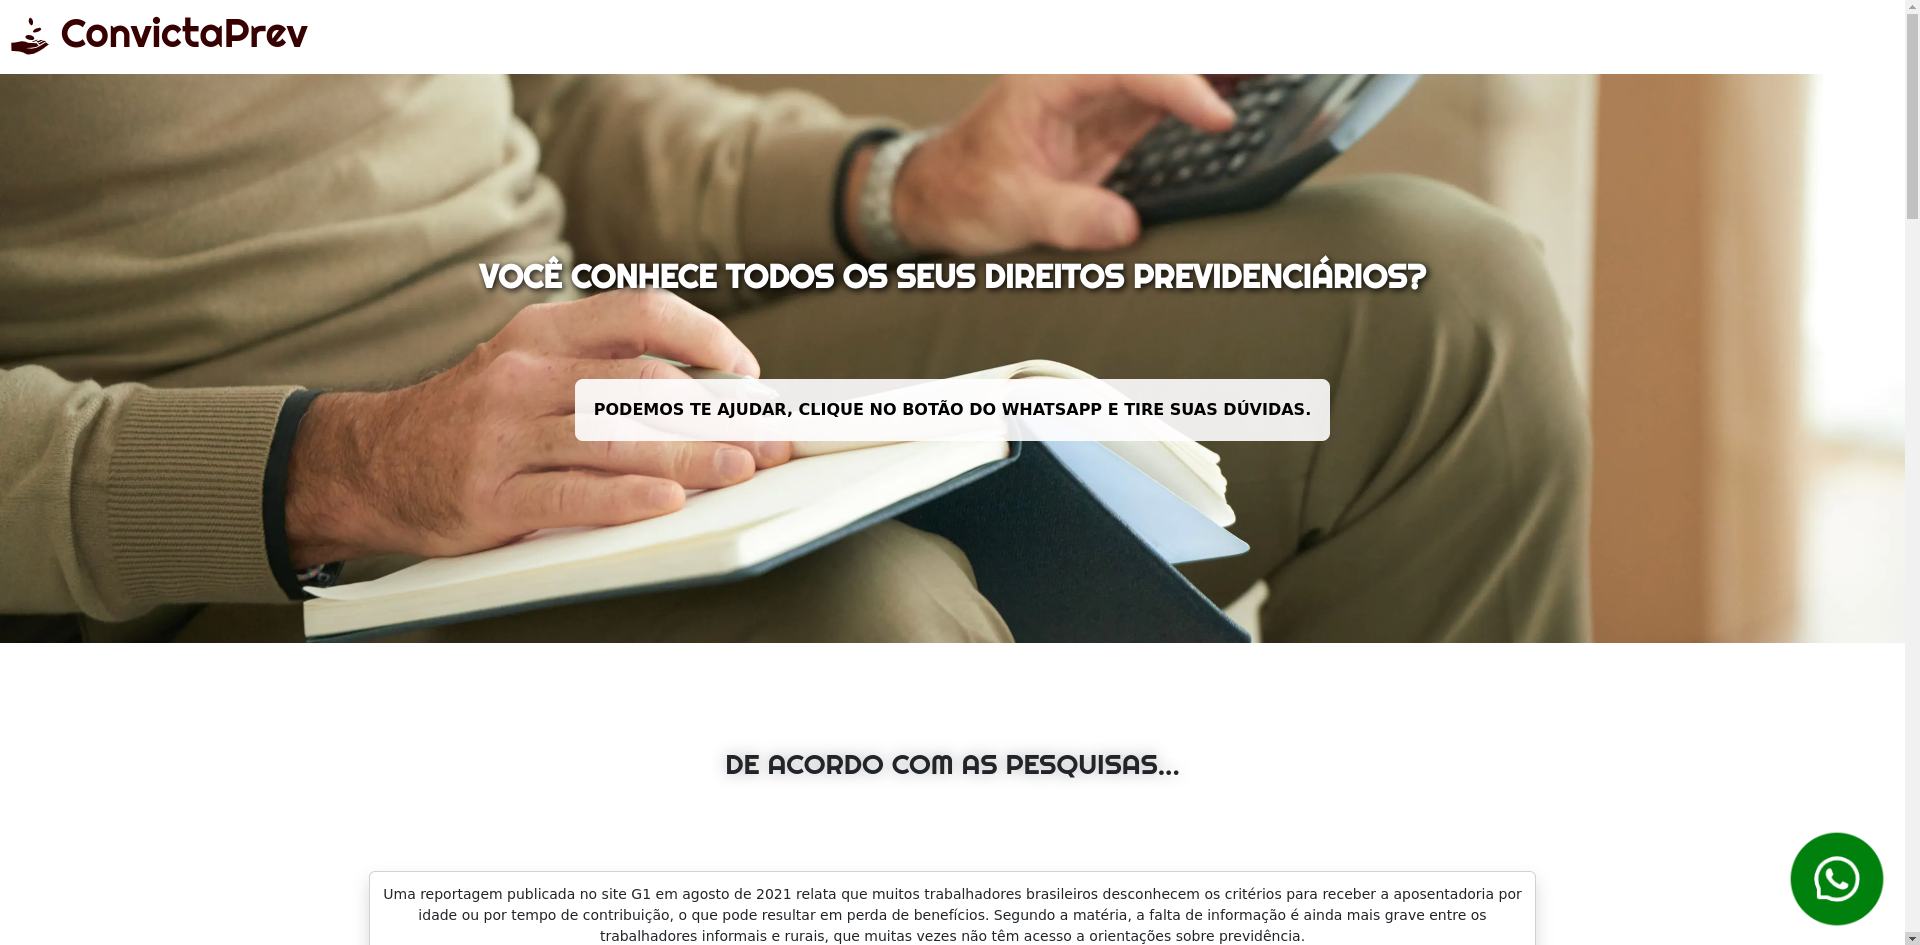 ConvictaPrev
VOCÊ CONHECE TODOS OS SEUS DIREITOS PREVIDENCIÁRIOS?
PODEMOS TE AJUDAR, CLIQUE NO BOTÃO DO WHATSAPP E TIRE SUAS DÚVIDAS.
DE ACORDO COM AS PESQUISAS...
Uma reportagem publicada no site G1 em agosto de 2021 relata que muitos trabalhadores brasileiros desconhecem os critérios para receber a aposentadoria por
idade ou por tempo de contribuição, o que pode resultar em perda de benefícios. Segundo a matéria, a falta de informação é ainda mais grave entre os
trabalhadores informais e rurais, que muitas vezes não têm acesso a orientações sobre previdência.